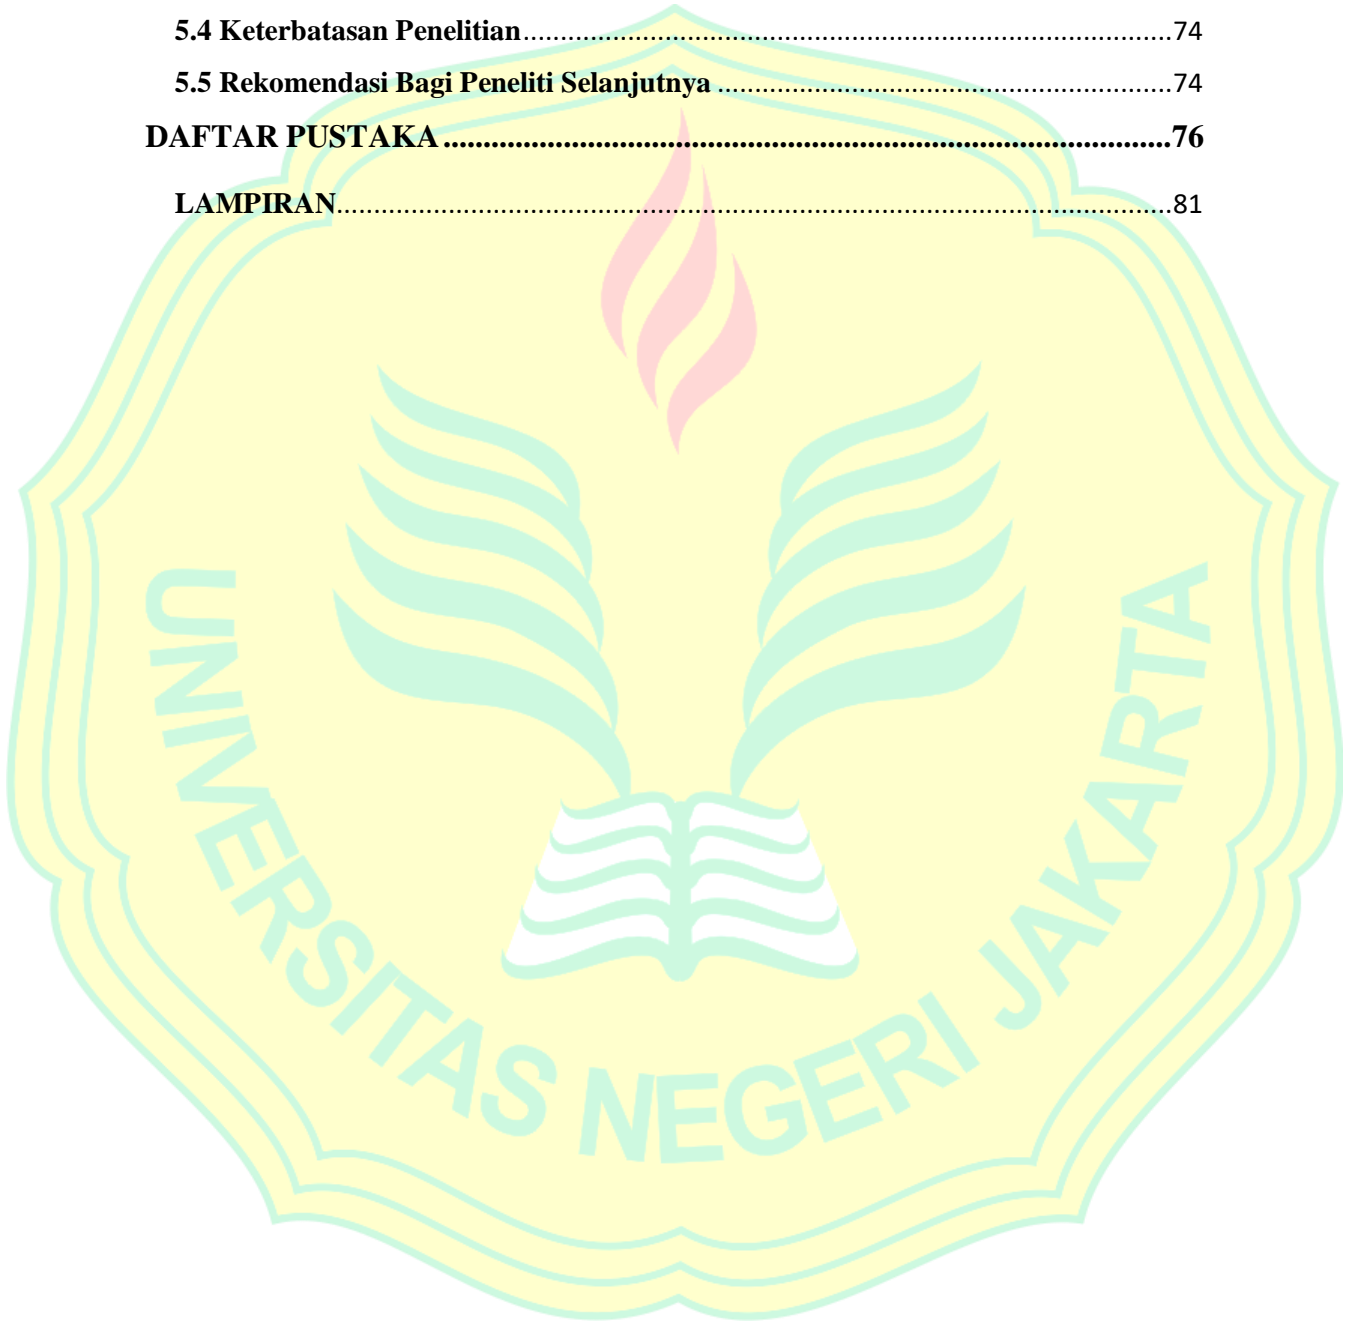 5.4 Keterbatasan Penelitian........................................................................................74
5.5 Rekomendasi Bagi Peneliti Selanjutnya ..............................................................74
DAFTAR PUSTAKA ............................................................................................76
LAMPIRAN...............................................................................................................81
UNIVERSITAS NEGERI JAKARTA